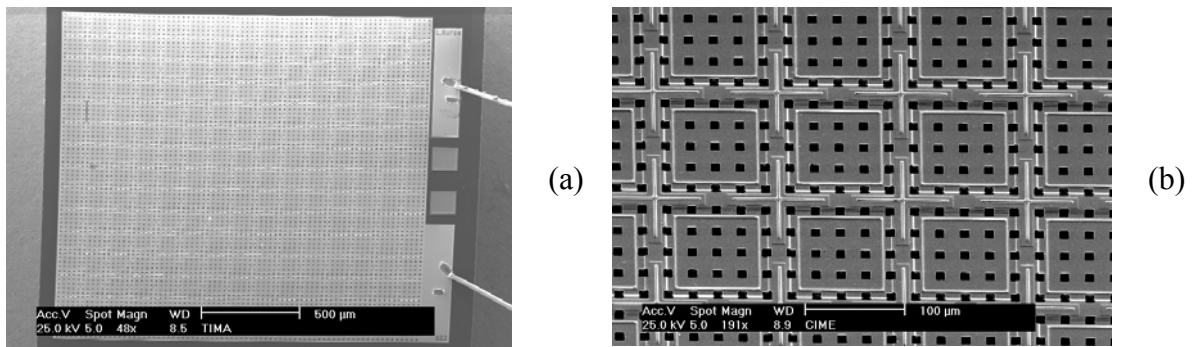 (a)
Acc.V Spot Magn WD 500 µm
25.0 kV 5.0 48x 8.5 TIMA
(b)
Acc.V Spot Magn WD 100 µm
25.0 kV 5.0 191x 8.9 CIME